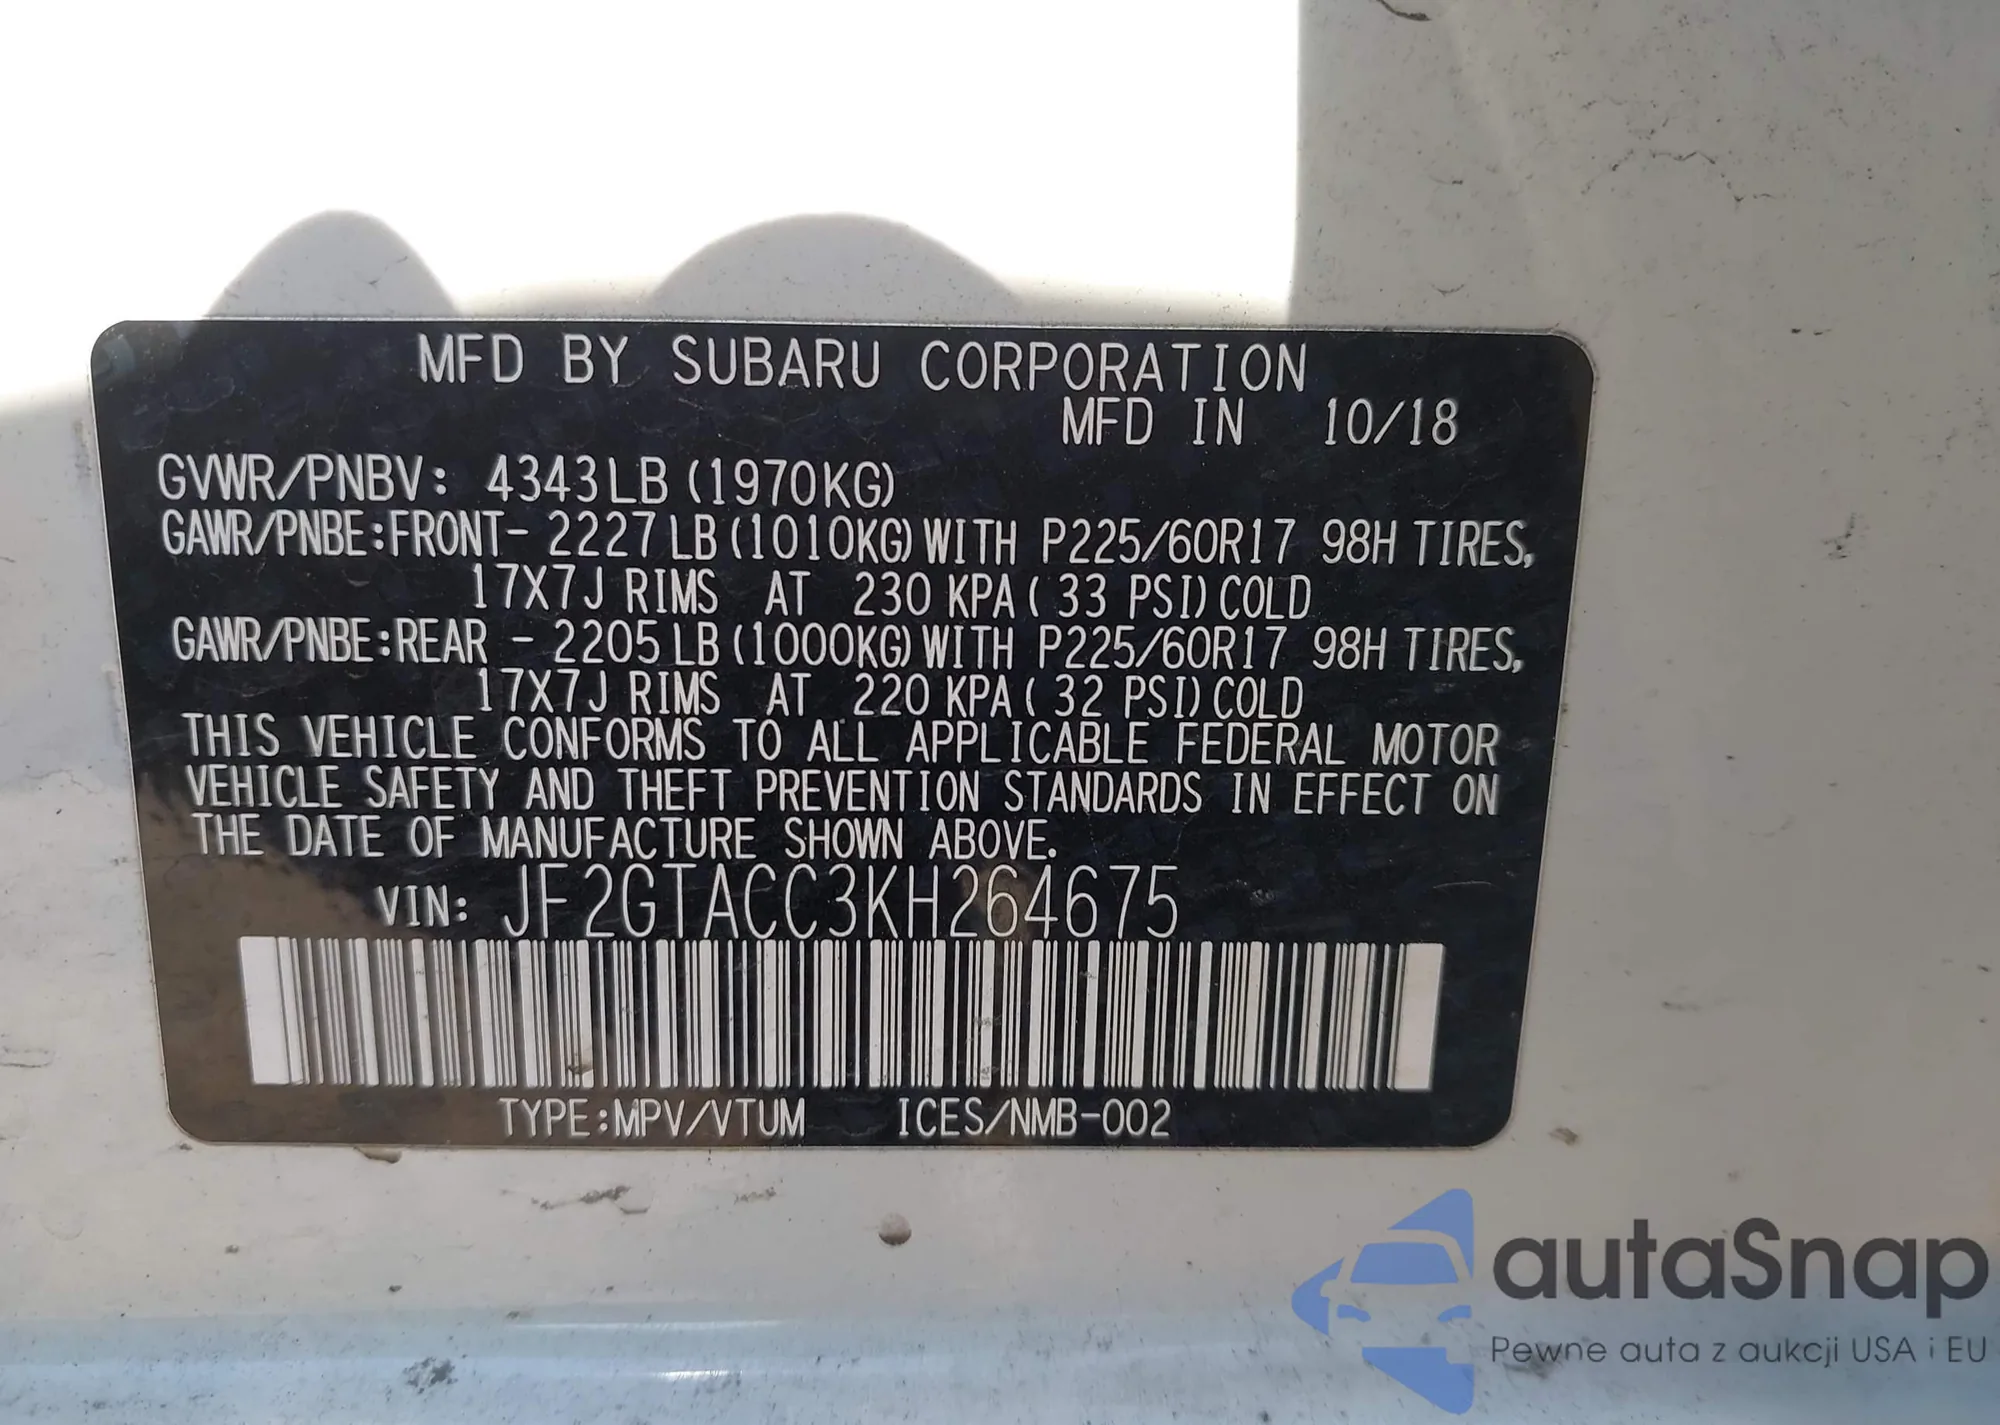 MFD BY SUBARU CORPORATION
MFD IN 10/18
GVWR/PNBV: 4343LB (1970KG)
GAWR/PNBE:FRONT- 2227LB(1010KG)WITH P225/60R17 98H TIRES,
17X7J RIMS AT 230 KPA( 33 PSI)COLD
GAWR/PNBE:REAR - 2205LB(1000KG)WITH P225/60R17 98H TIRES,
17X7J RIMS AT 220 KPA( 32 PSI)COLD
THIS VEHICLE CONFORMS TO ALL APPLICABLE FEDERAL MOTOR
VEHICLE SAFETY AND THEFT PREVENTION STANDARDS IN EFFECT ON
THE DATE OF MANUFACTURE SHOWN ABOVE.
VIN: JF2GTACC3KH264675
TYPE:MPV/VTUM ICES/NMB-002
autaSnap
Pewne auta z aukcji USA i EU